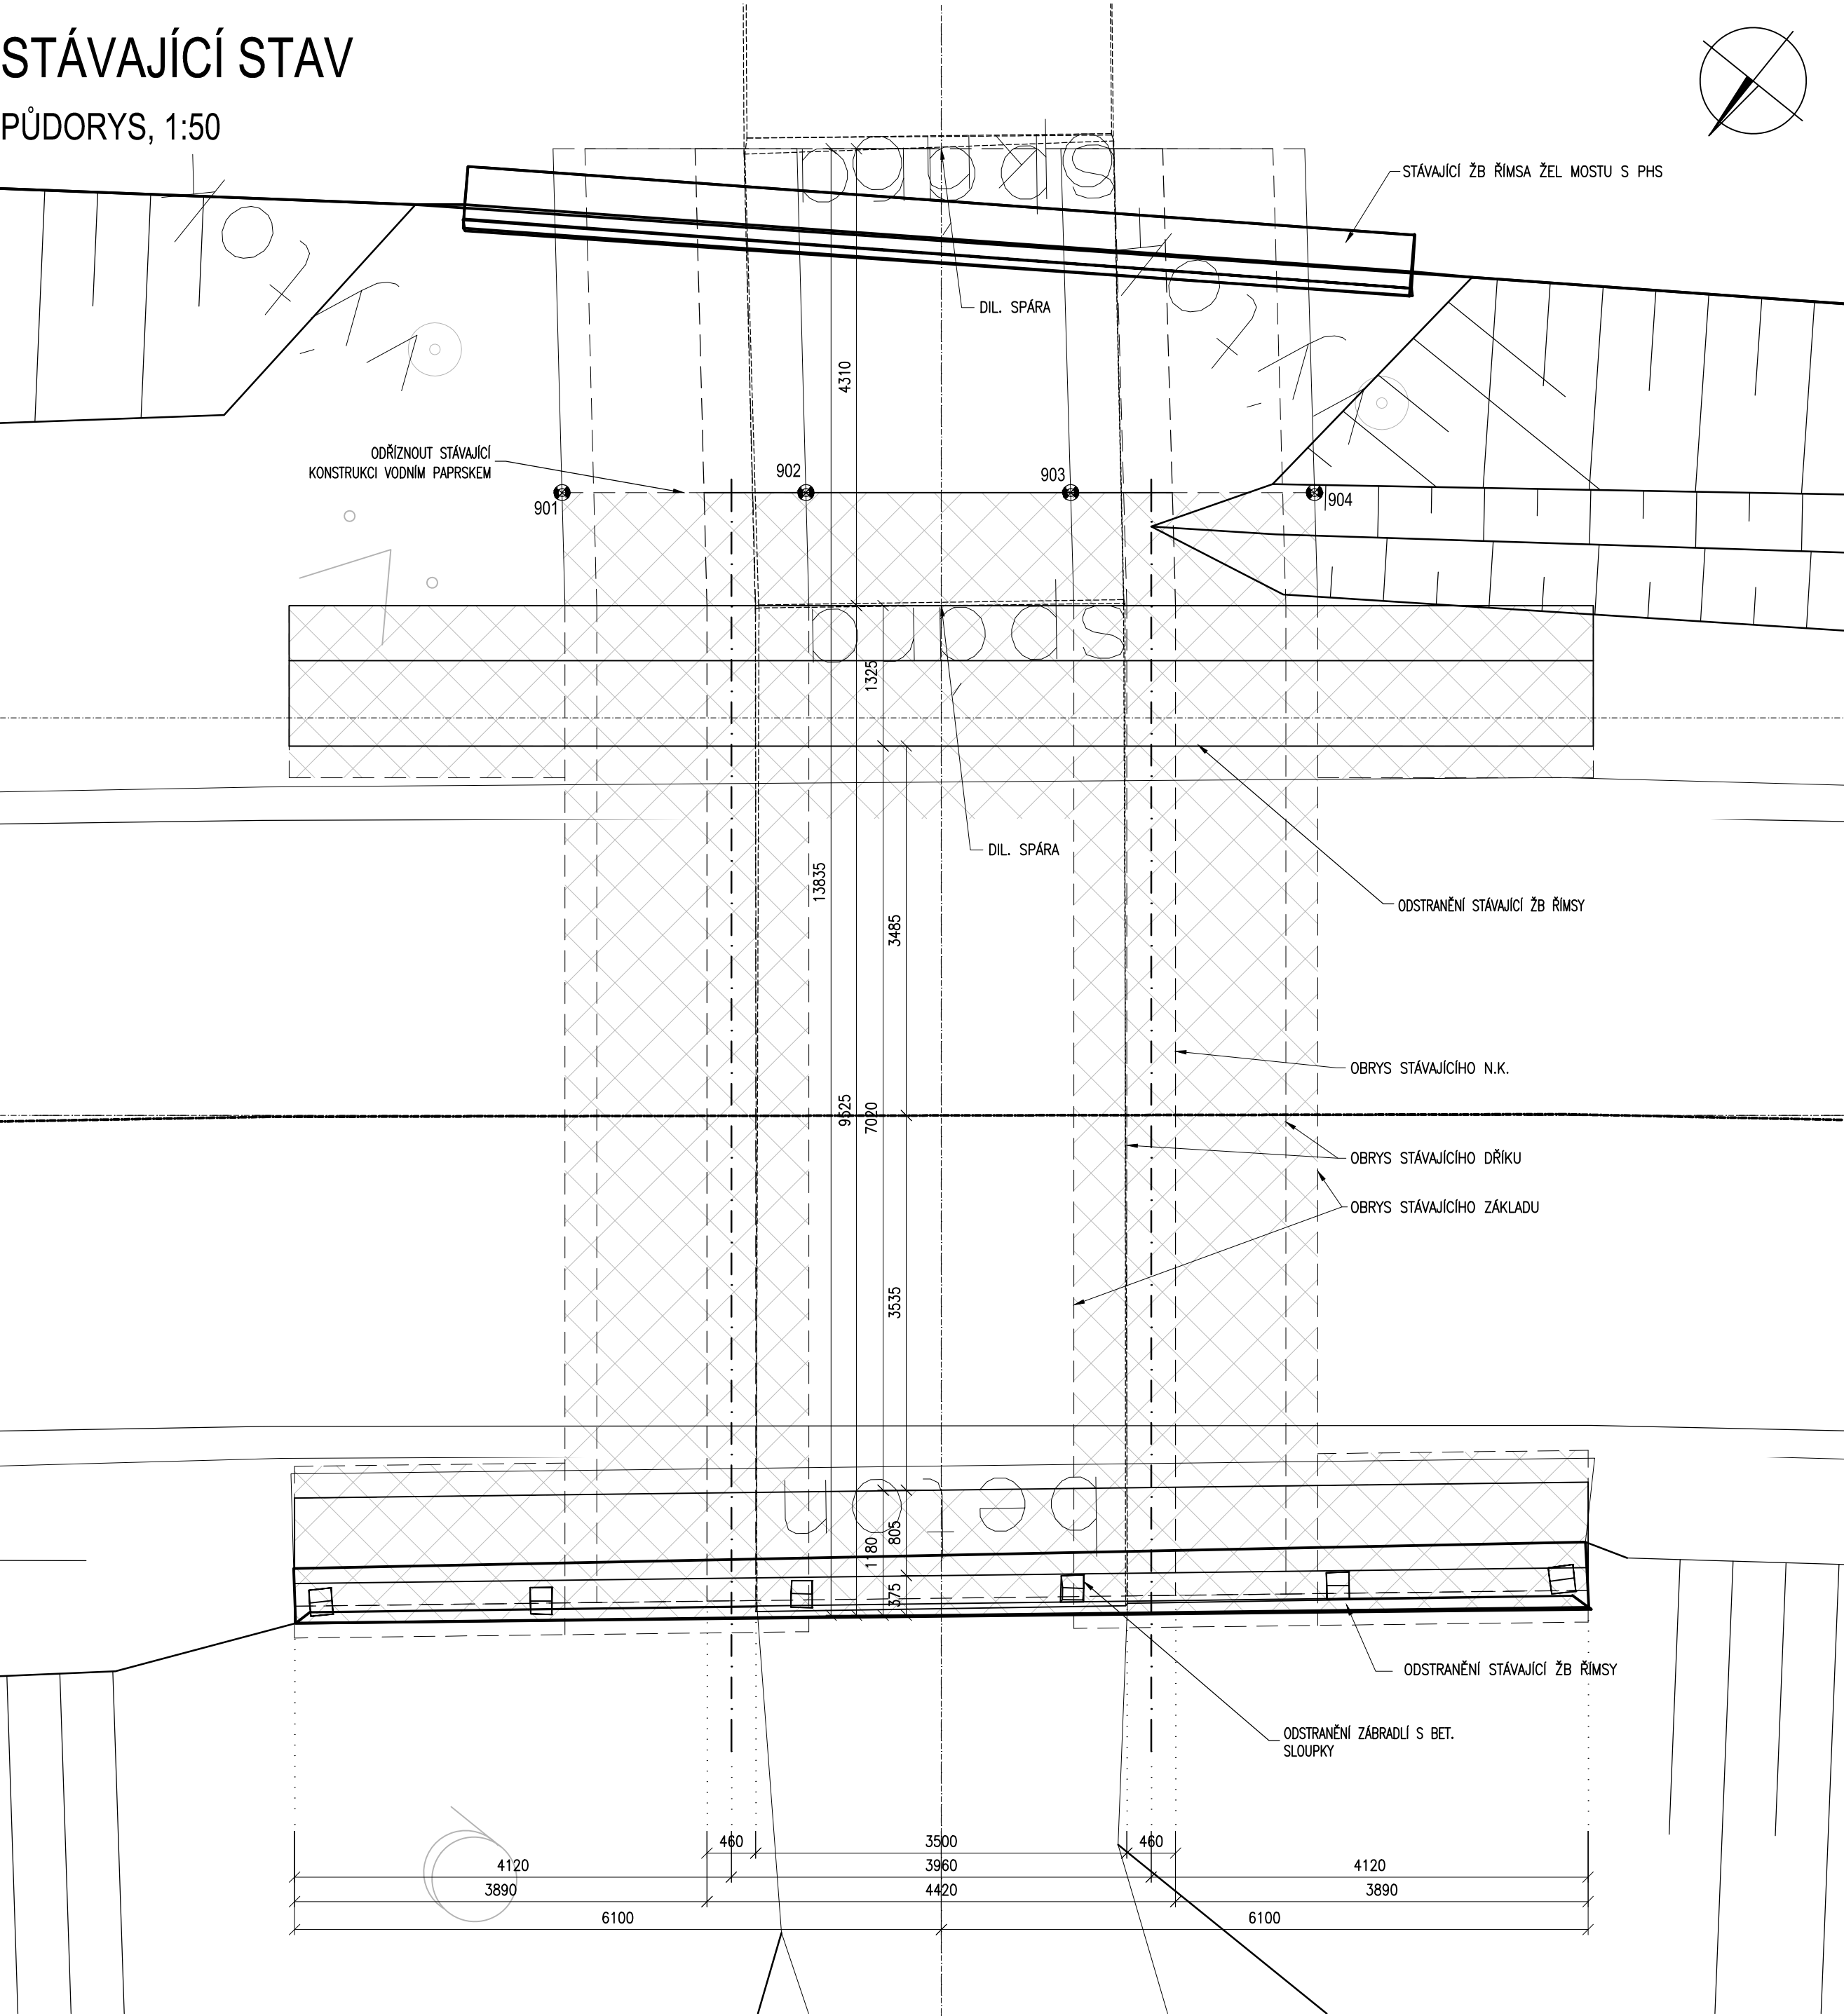 STÁVAJÍCÍ STAV
PŮDORYS, 1:50
STÁVAJÍCÍ ŽB ŘÍMSA ŽEL MOSTU S PHS
DIL. SPÁRA
4310
ODŘÍZNOUT STÁVAJÍCÍ
KONSTRUKCI VODNÍM PAPRSKEM
901
902
903
904
1325
DIL. SPÁRA
13835
3485
ODSTRANĚNÍ STÁVAJÍCÍ ŽB ŘÍMSY
OBRYS STÁVAJÍCÍHO N.K.
9525
7020
OBRYS STÁVAJÍCÍHO DŘÍKU
OBRYS STÁVAJÍCÍHO ZÁKLADU
3535
beton
805
1180
375
ODSTRANĚNÍ STÁVAJÍCÍ ŽB ŘÍMSY
ODSTRANĚNÍ ZÁBRADLÍ S BET.
SLOUPKY
460
3500
460
4120
3960
4120
3890
4420
3890
6100
6100